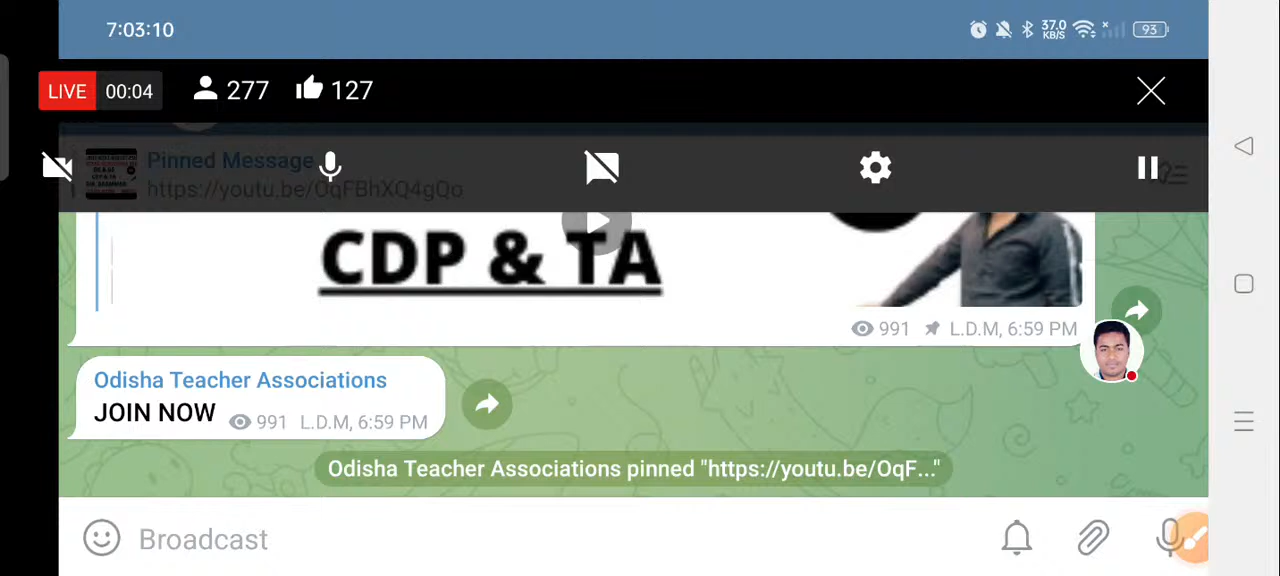 7:03:10
37.0
KB/S
93
LIVE 00:04 277 127
Pinned Message
https://youtu.be/OqFBhXQ4gQo
CDP & TA
991 L.D.M, 6:59 PM
Odisha Teacher Associations
JOIN NOW 991 L.D.M, 6:59 PM
Odisha Teacher Associations pinned "https://youtu.be/OqF..."
Broadcast